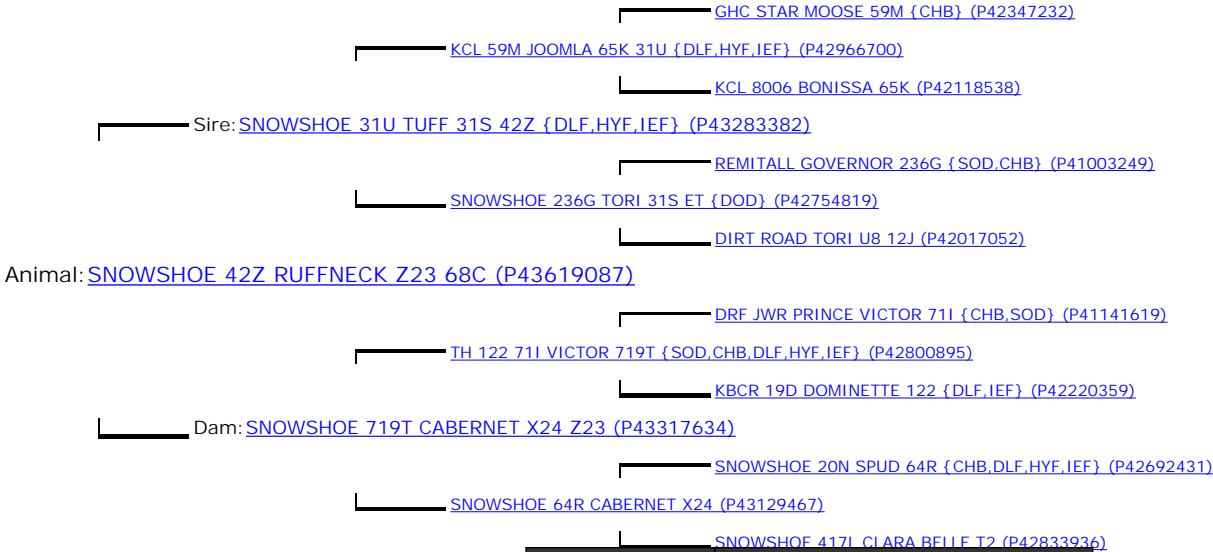 GHC STAR MOOSE 59M {CHB} (P42347232)
KCL 59M JOOMLA 65K 31U {DLF,HYF,IEF} (P42966700)
KCL 8006 BONISSA 65K (P42118538)
Sire: SNOWSHOE 31U TUFF 31S 42Z {DLF,HYF,IEF} (P43283382)
REMITALL GOVERNOR 236G {SOD,CHB} (P41003249)
SNOWSHOE 236G TORI 31S ET {DOD} (P42754819)
DIRT ROAD TORI U8 12J (P42017052)
Animal: SNOWSHOE 42Z RUFFNECK Z23 68C (P43619087)
DRF JWR PRINCE VICTOR 71I {CHB,SOD} (P41141619)
TH 122 71I VICTOR 719T {SOD,CHB,DLF,HYF,IEF} (P42800895)
KBCR 19D DOMINETTE 122 {DLF,IEF} (P42220359)
Dam: SNOWSHOE 719T CABERNET X24 Z23 (P43317634)
SNOWSHOE 20N SPUD 64R {CHB,DLF,HYF,IEF} (P42692431)
SNOWSHOE 64R CABERNET X24 (P43129467)
SNOWSHOE 417L CLARA BELLE T2 (P42833936)